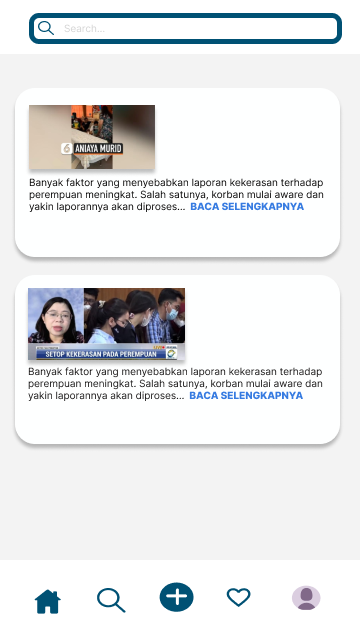 Search...
6 ANIAYA MURID
Banyak faktor yang menyebabkan laporan kekerasan terhadap
perempuan meningkat. Salah satunya, korban mulai aware dan
yakin laporannya akan diproses... BACA SELENGKAPNYA
SETOP KEKERASAN PADA PEREMPUAN
Banyak faktor yang menyebabkan laporan kekerasan terhadap
perempuan meningkat. Salah satunya, korban mulai aware dan
yakin laporannya akan diproses... BACA SELENGKAPNYA